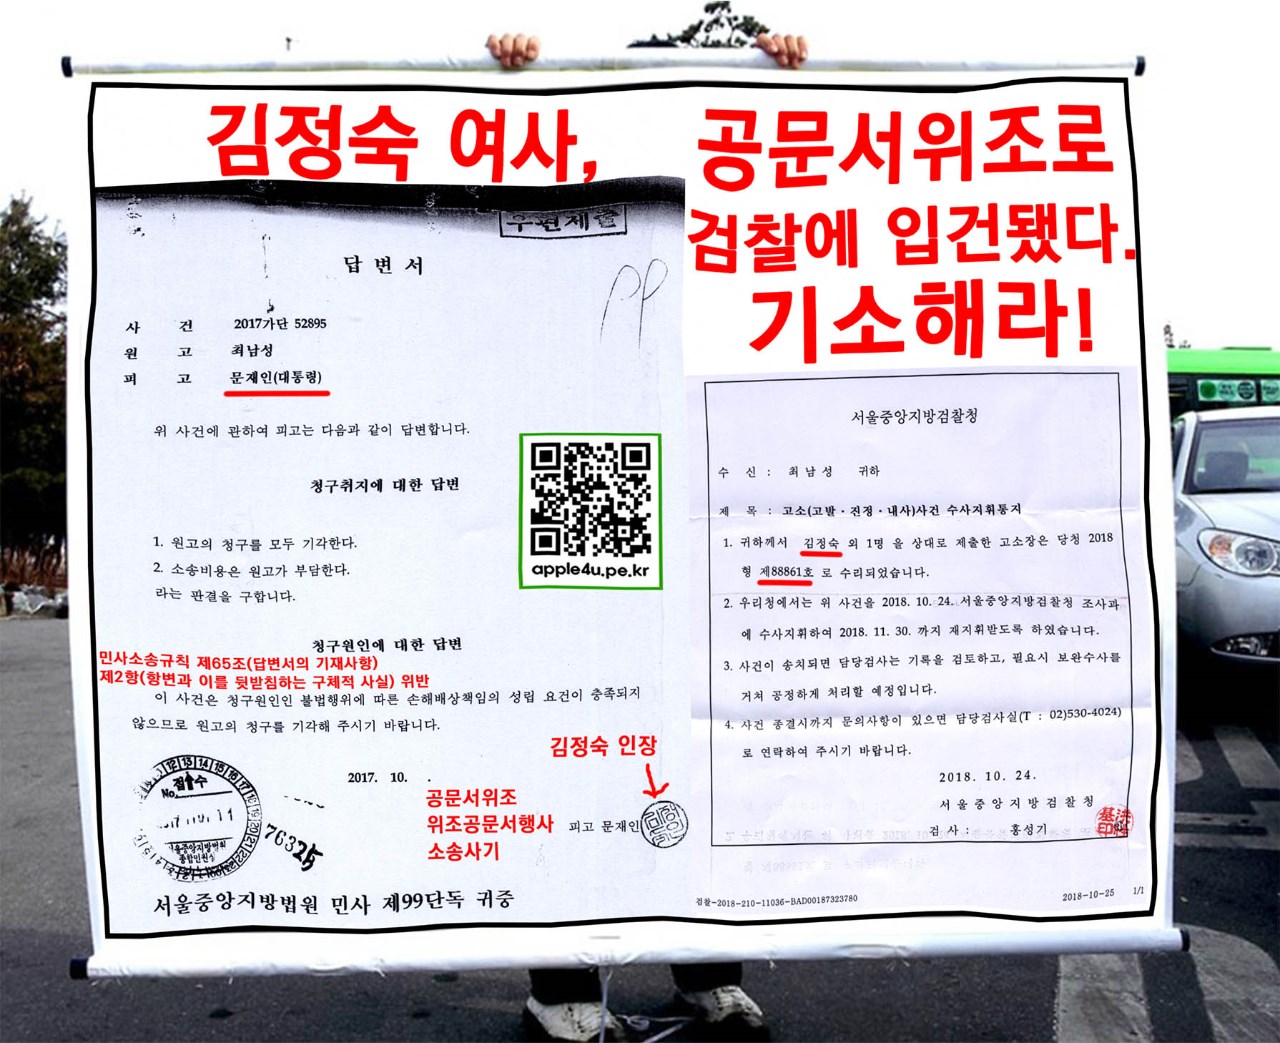 김정숙 여사,
공문서위조로
검찰에 입건됐다.
기소해라!
우편제출
답 변 서
사 건 2017가단 52895
원 고 최남성
피 고 문재인(대통령)
위 사건에 관하여 피고는 다음과 같이 답변합니다.
청구취지에 대한 답변
1. 원고의 청구를 모두 기각한다.
2. 소송비용은 원고가 부담한다.
라는 판결을 구합니다.
apple4u.pe.kr
청구원인에 대한 답변
민사소송규칙 제65조(답변서의 기재사항)
제2항(항변과 이를 뒷받침하는 구체적 사실) 위반
이 사건은 청구원인인 불법행위에 따른 손해배상책임의 성립 요건이 충족되지
않으므로 원고의 청구를 기각해 주시기 바랍니다.
김정숙 인장
2017. 10. .
공문서위조
위조공문서행사
소송사기
피고 문재인
접수
No.
서울중앙지방법원
종합민원실
76325
서울중앙지방법원 민사 제99단독 귀중
서울중앙지방검찰청
수 신 : 최남성 귀하
제 목 : 고소(고발·진정·내사)사건 수사지휘통지
1. 귀하께서 김정숙 외 1명 을 상대로 제출한 고소장은 당청 2018
형 제88861호 로 수리되었습니다.
2. 우리청에서는 위 사건을 2018. 10. 24. 서울중앙지방검찰청 조사과
에 수사지휘하여 2018. 11. 30. 까지 재지휘받도록 하였습니다.
3. 사건이 송치되면 담당검사는 기록을 검토하고, 필요시 보완수사를
거쳐 공정하게 처리할 예정입니다.
4. 사건 종결시까지 문의사항이 있으면 담당검사실(T : 02)530-4024)
로 연락하여 주시기 바랍니다.
2018. 10. 24.
서울중앙지방검찰청
검 사 : 홍성기
검찰-2018-210-11036-BAD00187323780
2018-10-25 1/1